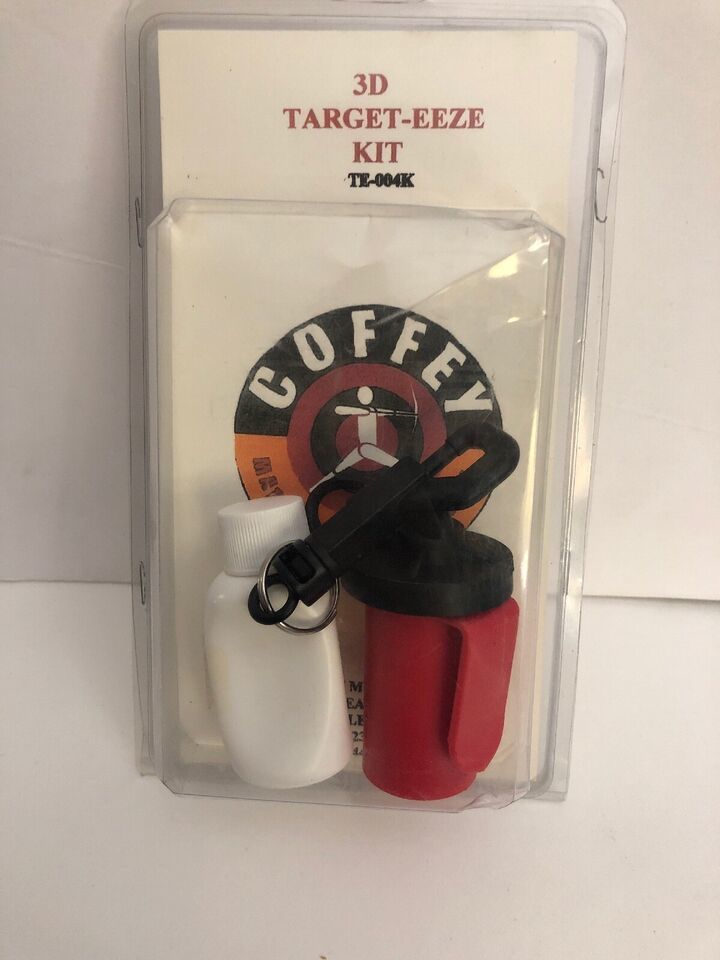 3D
TARGET-EEZE
KIT
TE-004K
COFFEY